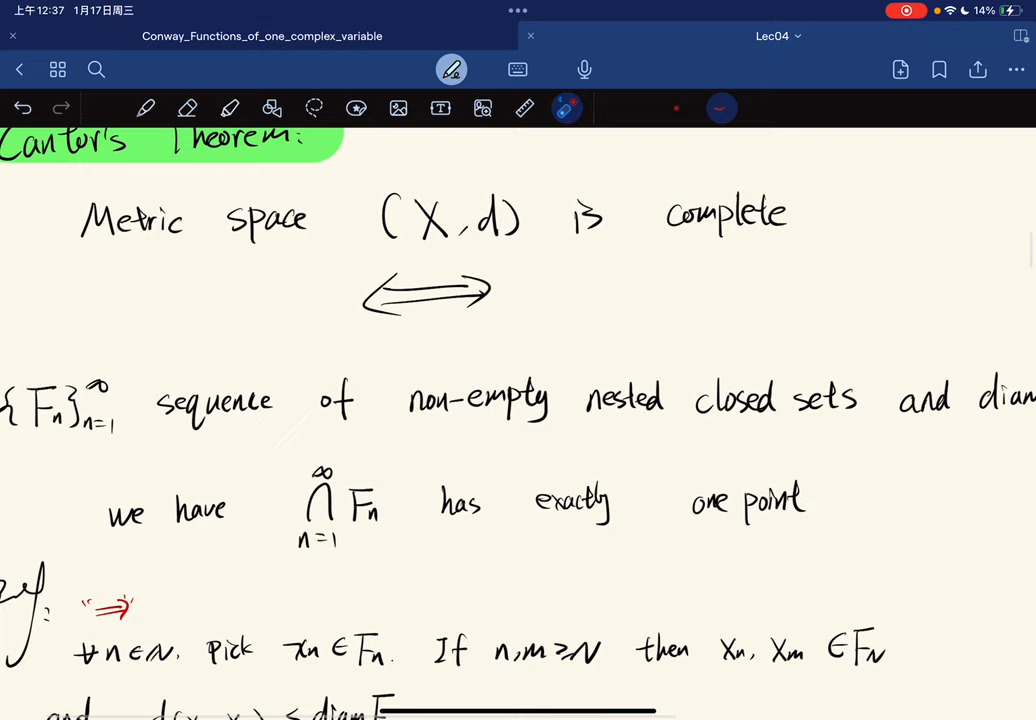 上午12:37 1月17日周三
14%
Conway_Functions_of_one_complex_variable
Lec04
Cantor's Theorem:
Metric space (X,d) is complete
⟺
{Fn}∞n=1 sequence of non-empty nested closed sets and diam
we have ∞⋂n=1 Fn has exactly one point
"⇒"
∀n∈N. Pick xn∈Fn. If n,m≥N then xn, xm ∈FN
and ≤ diam F